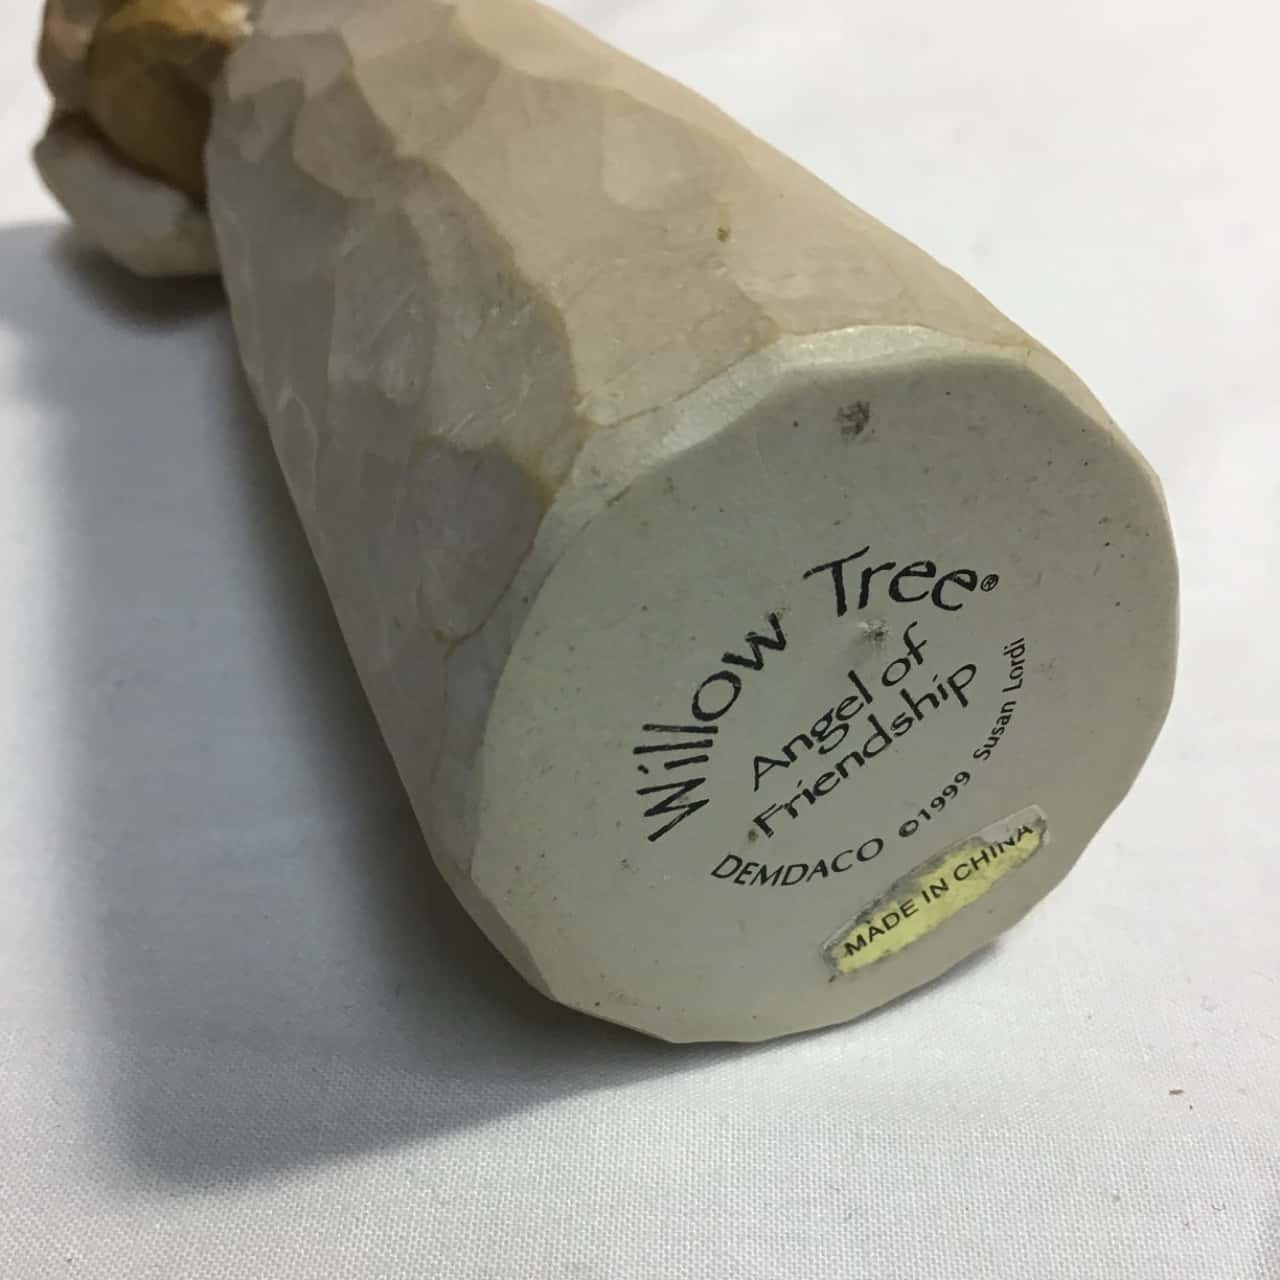 Willow Tree®
Angel of
Friendship
DEMDACO ©1999 Susan Lordi
MADE IN CHINA